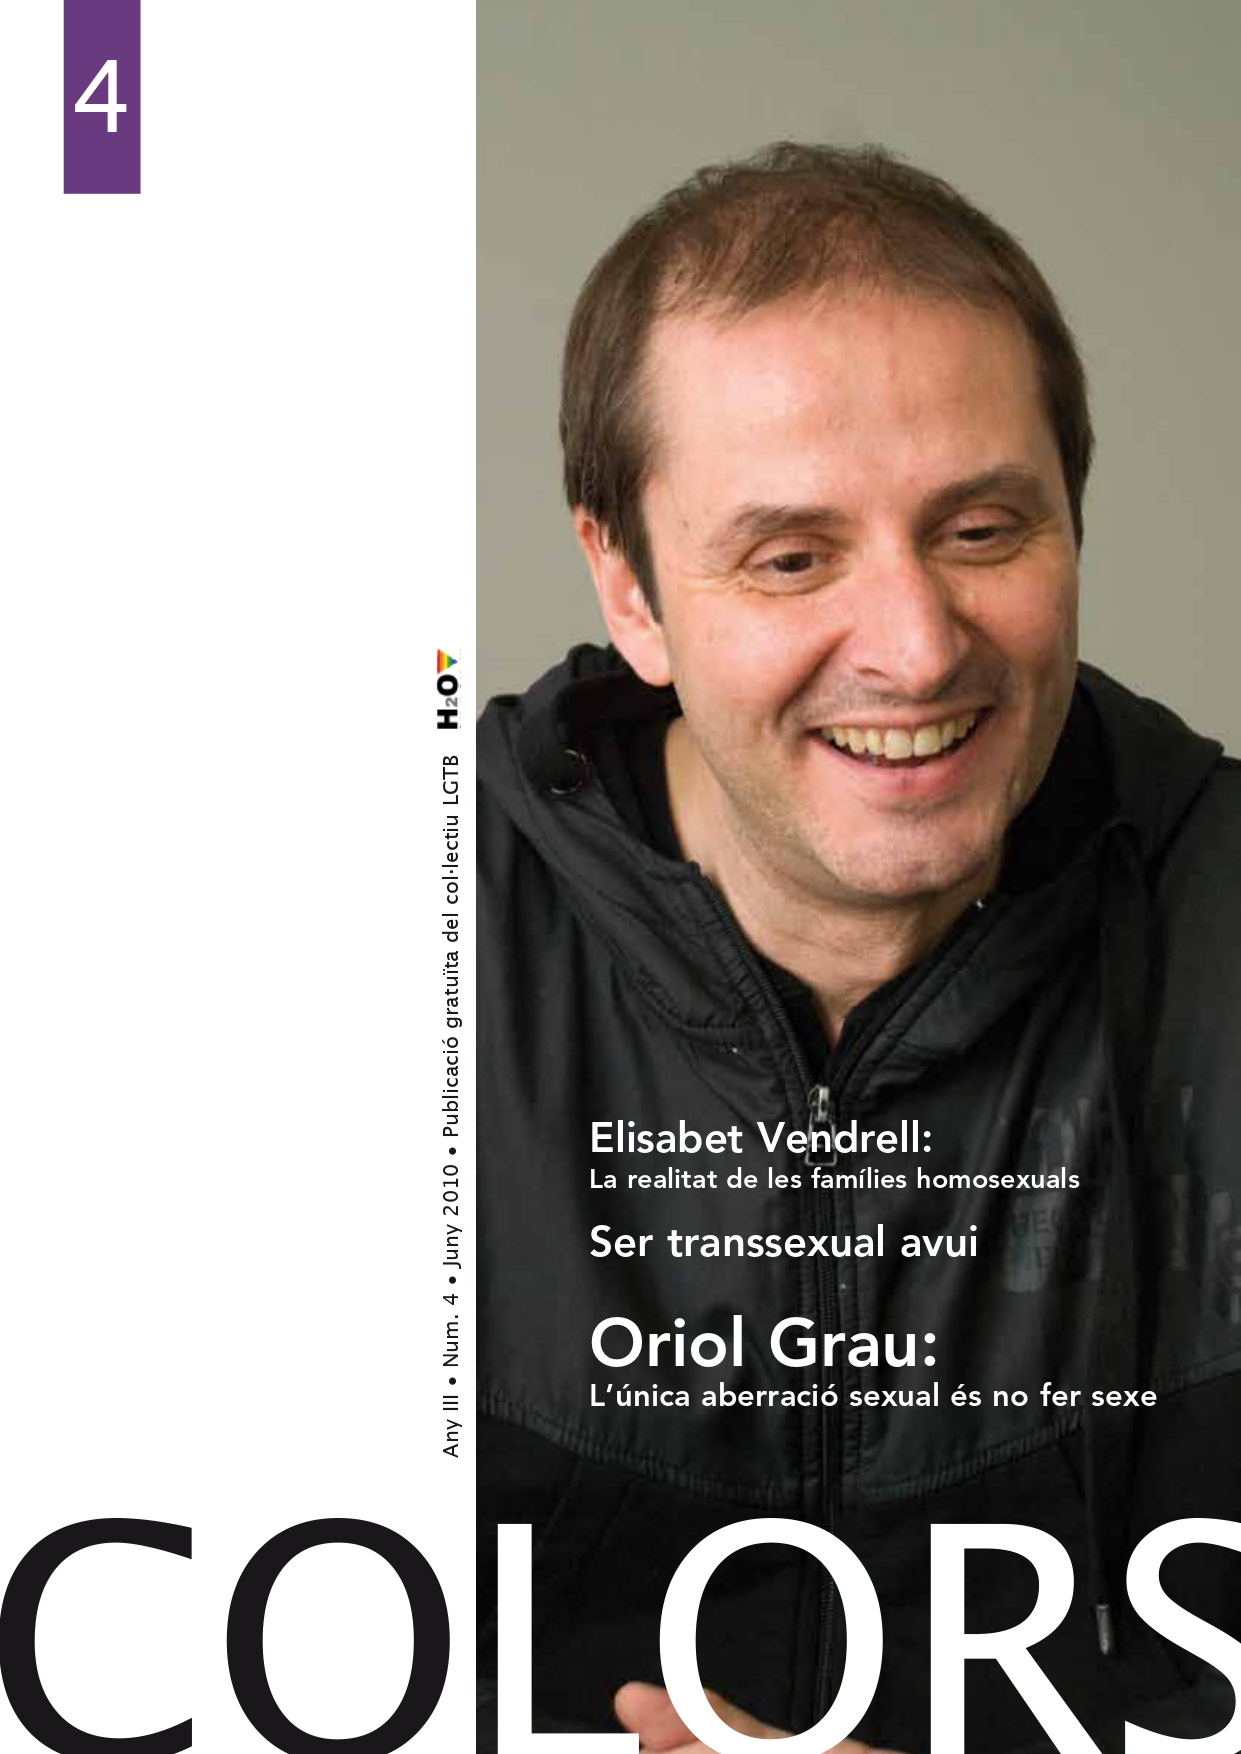 4
Any III • Num. 4 • Juny 2010 • Publicació gratuïta del col·lectiu LGTB H2O
Elisabet Vendrell:
La realitat de les famílies homosexuals
Ser transsexual avui
Oriol Grau:
L’única aberració sexual és no fer sexe
COLORS